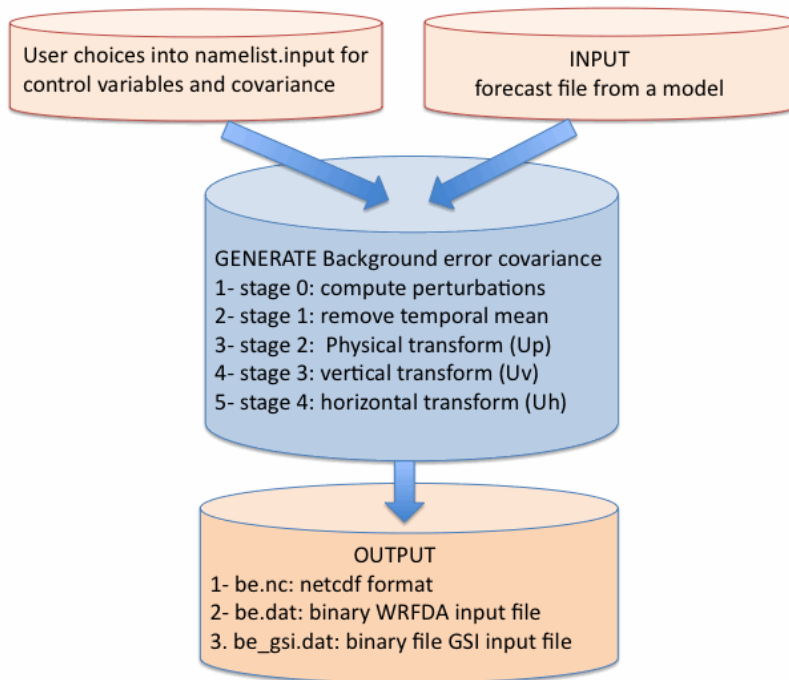 User choices into namelist.input for
control variables and covariance
INPUT
forecast file from a model
GENERATE Background error covariance
1- stage 0: compute perturbations
2- stage 1: remove temporal mean
3- stage 2:  Physical transform (Up)
4- stage 3: vertical transform (Uv)
5- stage 4: horizontal transform (Uh)
OUTPUT
1- be.nc: netcdf format
2- be.dat: binary WRFDA input file
3. be_gsi.dat: binary file GSI input file